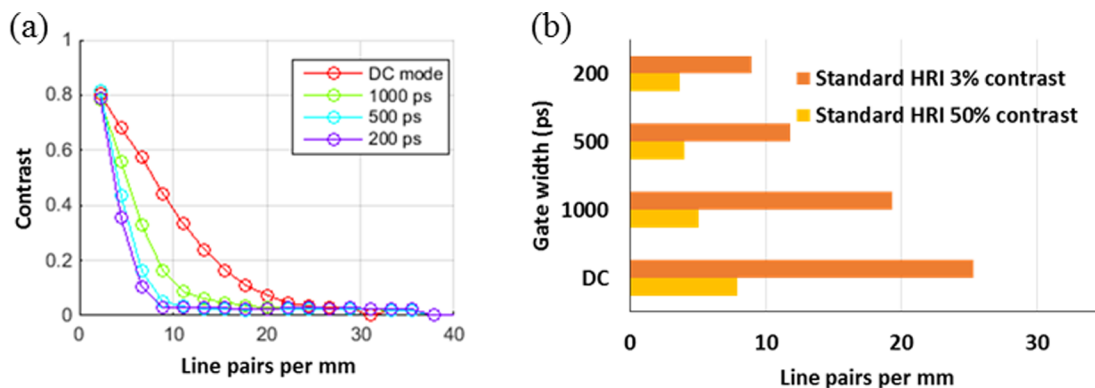 (a)
1
0.8
0.6
0.4
0.2
0
Contrast
DC mode
1000 ps
500 ps
200 ps
0 10 20 30 40
Line pairs per mm
(b)
Gate width (ps)
200
500
1000
DC
Standard HRI 3% contrast
Standard HRI 50% contrast
0 10 20 30
Line pairs per mm